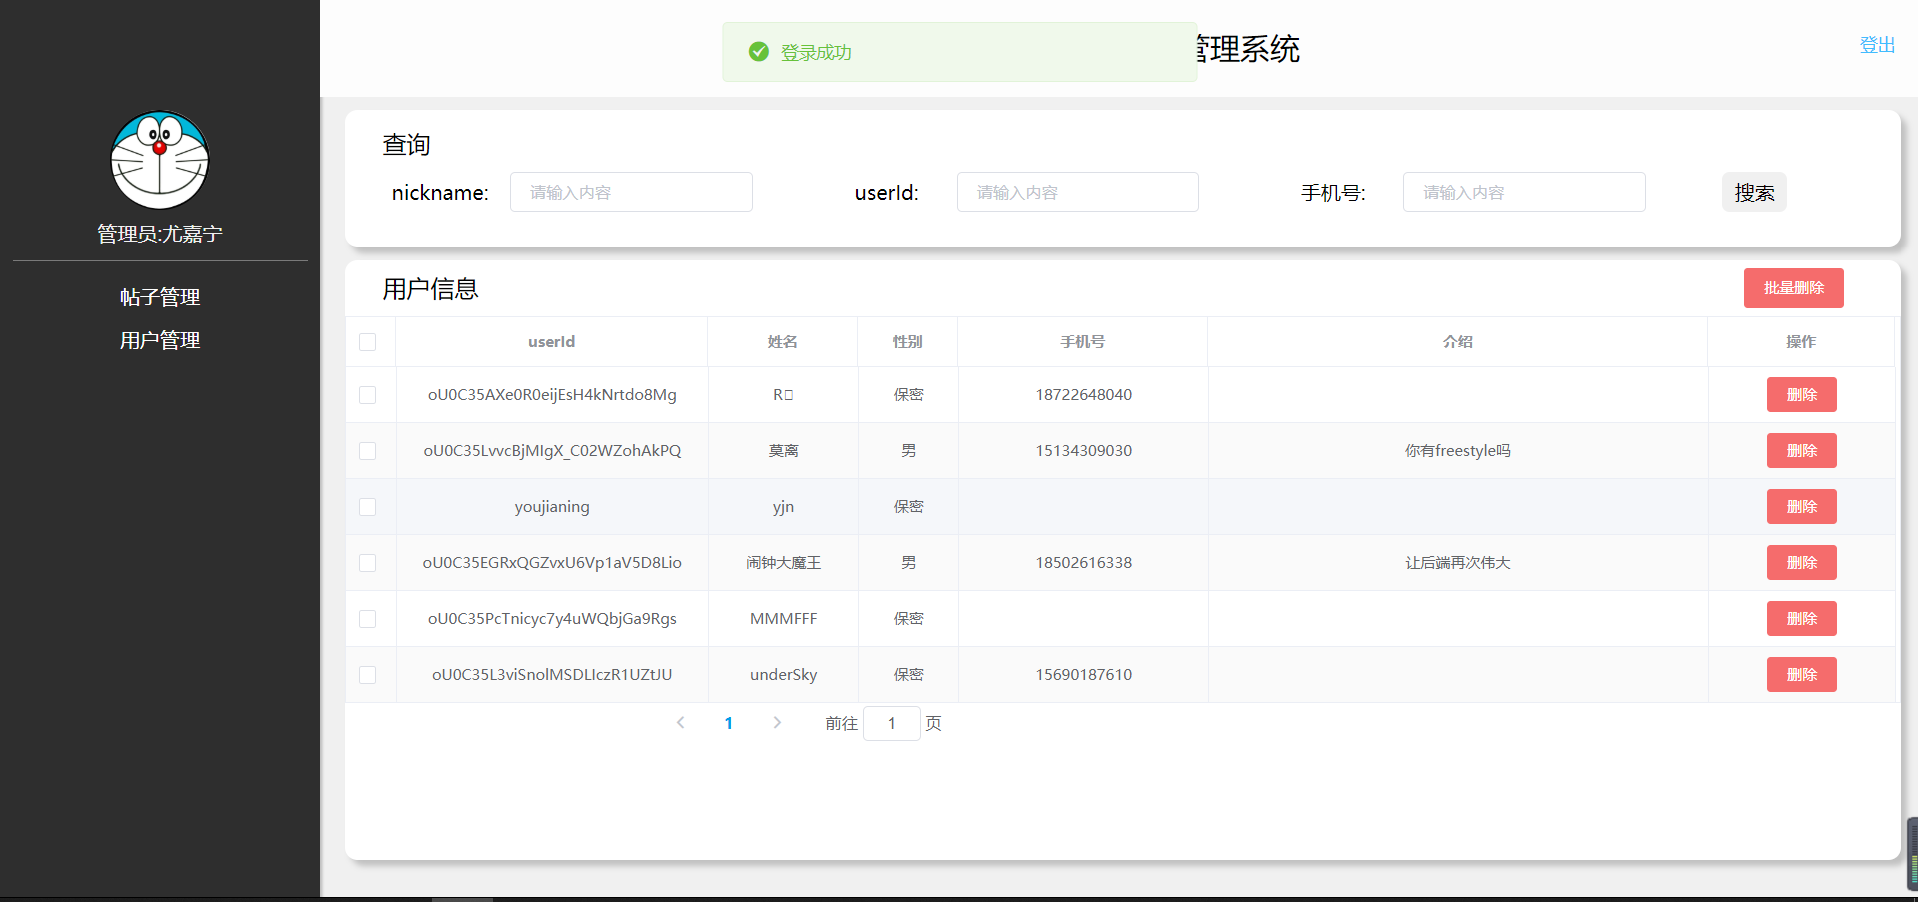 登录成功
管理系统
登出
管理员:尤嘉宁
帖子管理
用户管理
查询
nickname: 请输入内容 userId: 请输入内容 手机号: 请输入内容 搜索
用户信息 批量删除
userId 姓名 性别 手机号 介绍 操作
oU0C35AXe0R0eijEsH4kNrtdo8Mg R 保密 18722648040 删除
oU0C35LvvcBjMIgX_C02WZohAkPQ 莫离 男 15134309030 你有freestyle吗 删除
youjianing yjn 保密 删除
oU0C35EGRxQGZvxU6Vp1aV5D8Lio 闹钟大魔王 男 18502616338 让后端再次伟大 删除
oU0C35PcTnicyc7y4uWQbjGa9Rgs MMMFFF 保密 删除
oU0C35L3viSnolMSDLIczR1UZtJU underSky 保密 15690187610 删除
1 前往 1 页